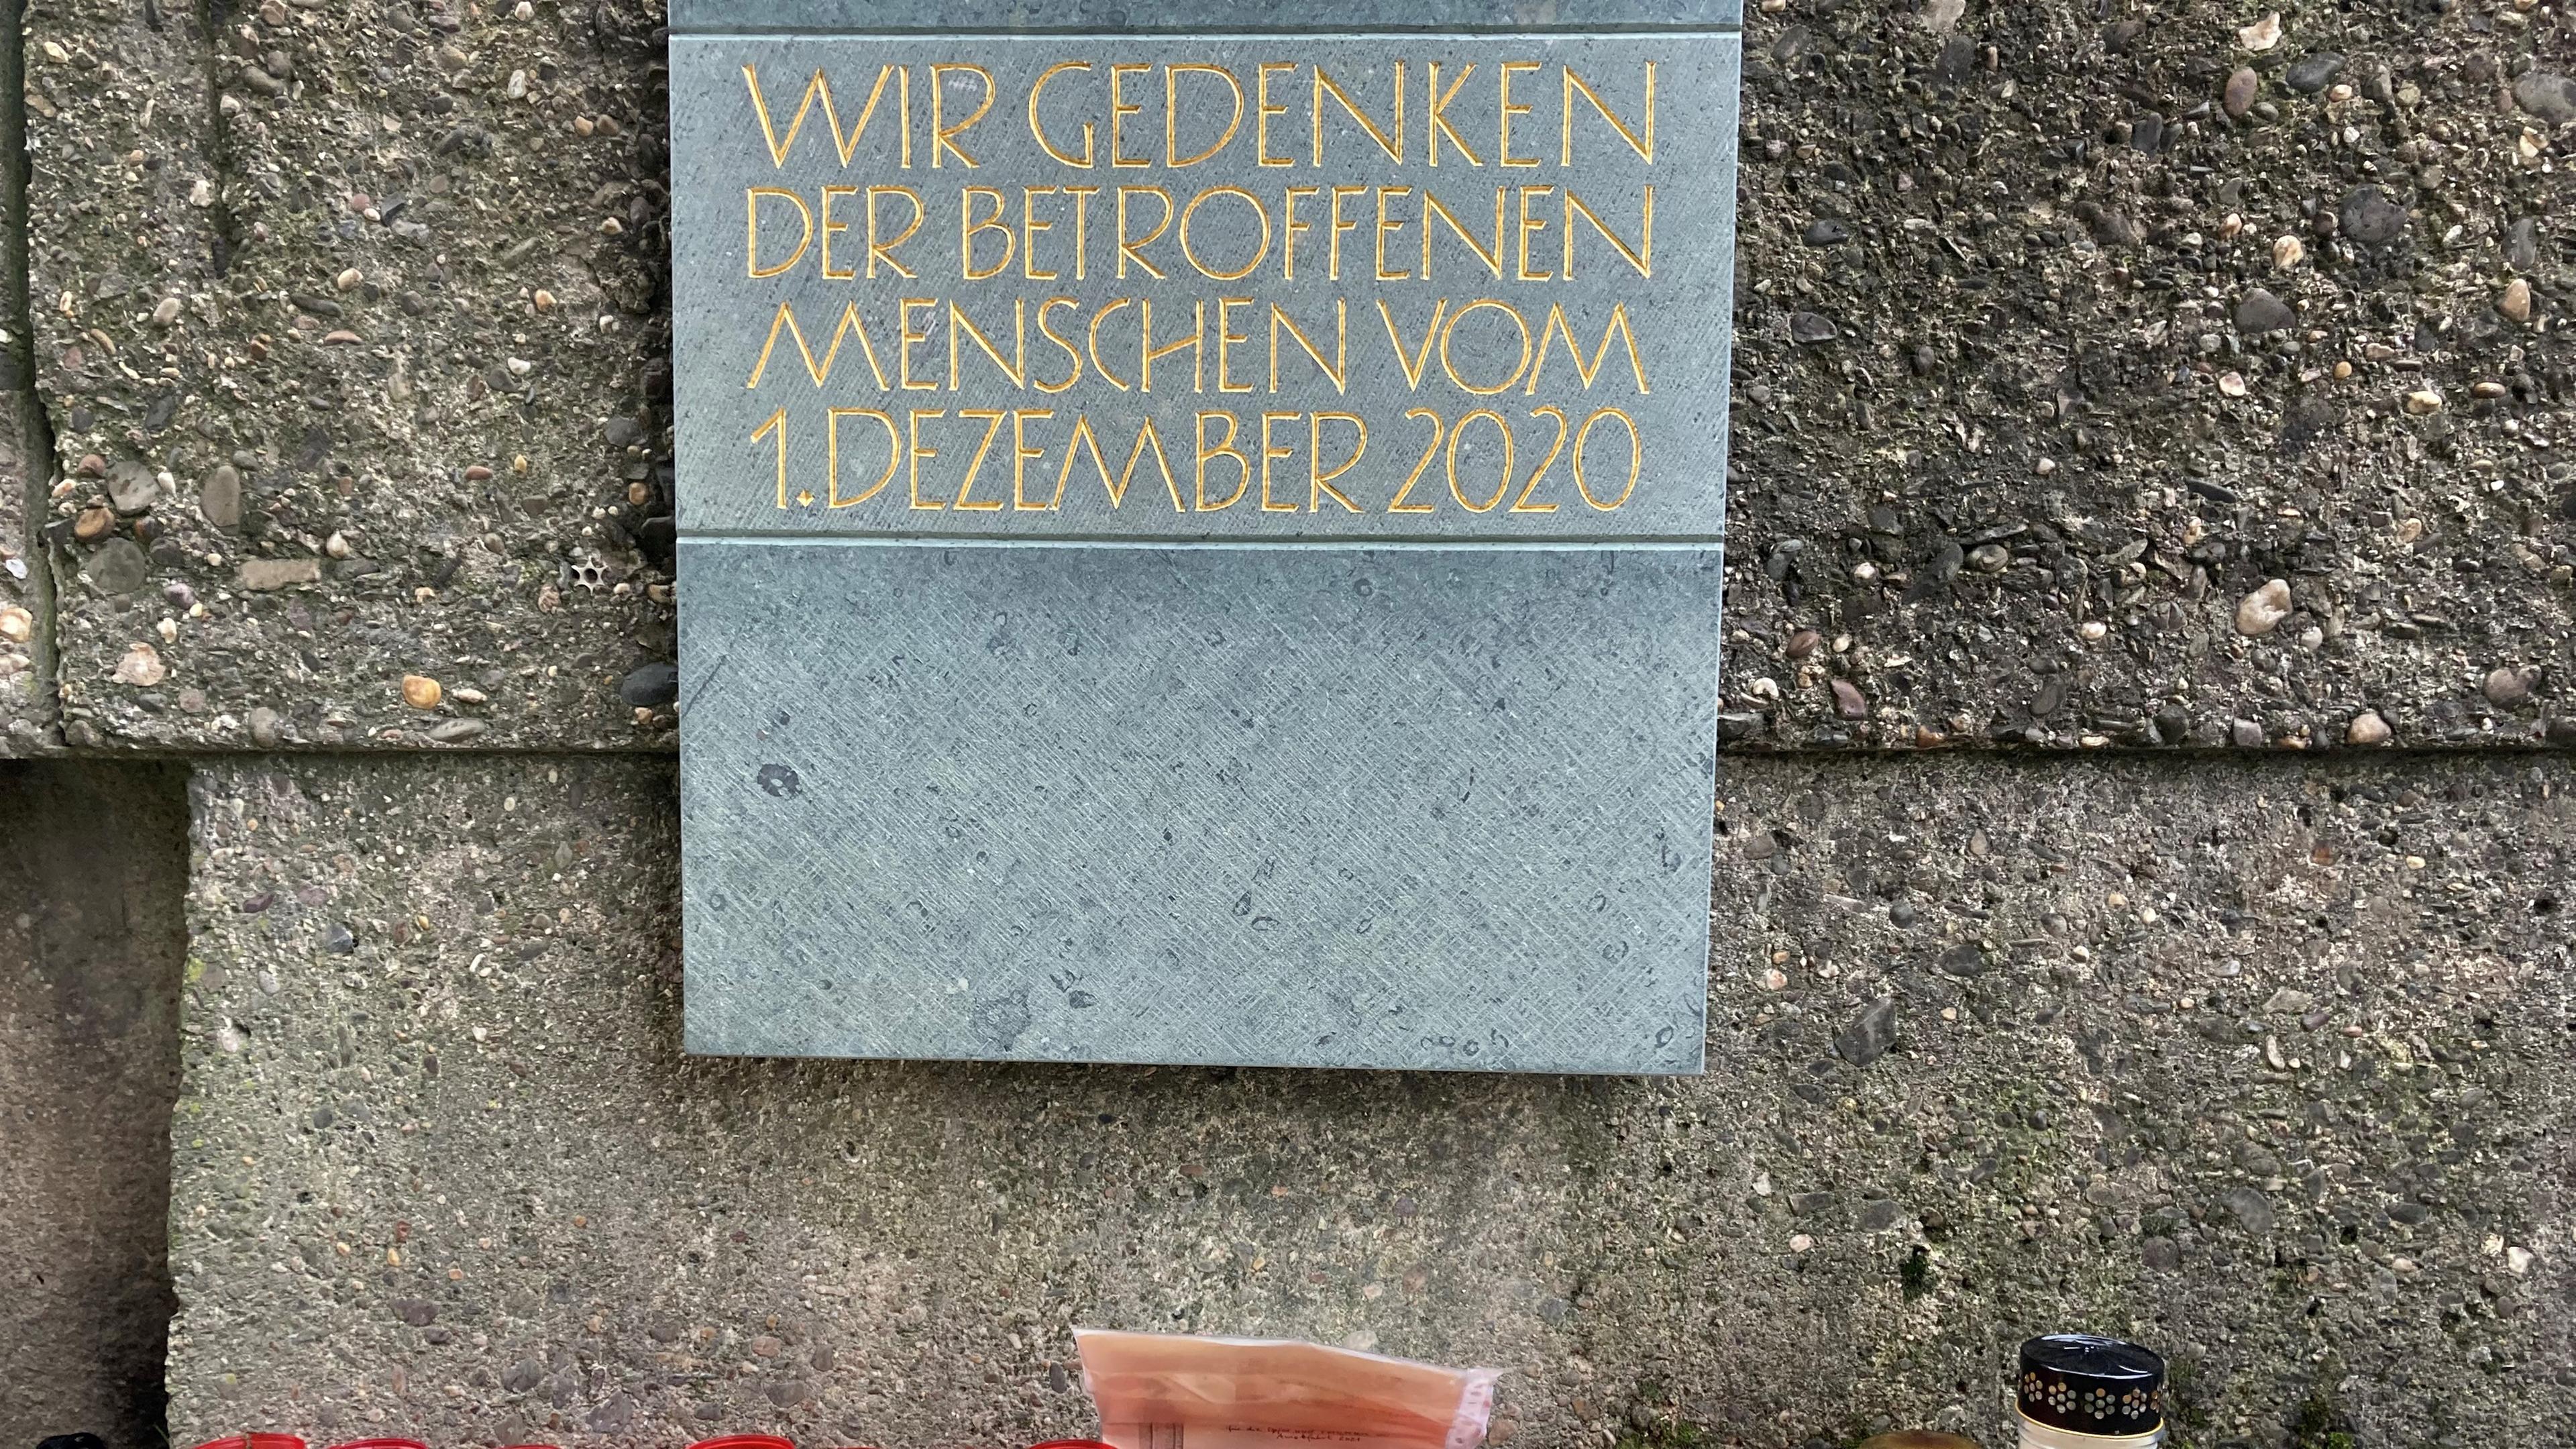 WIR GEDENKEN
DER BETROFFENEN
MENSCHEN VOM
1. DEZEMBER 2020